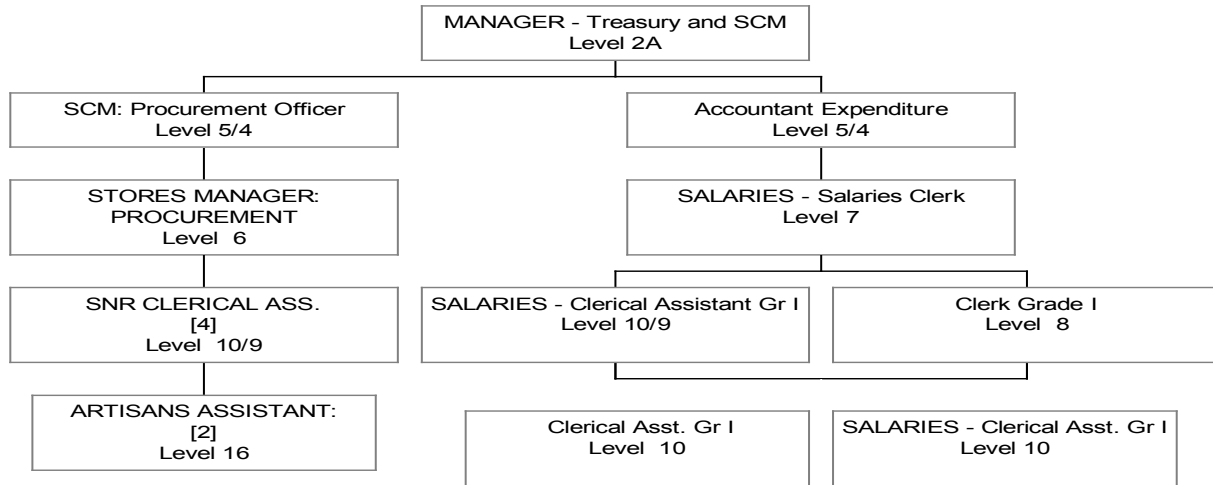 MANAGER - Treasury and SCM
Level 2A
SCM: Procurement Officer
Level 5/4
Accountant Expenditure
Level 5/4
STORES MANAGER:
PROCUREMENT
Level 6
SALARIES - Salaries Clerk
Level 7
SNR CLERICAL ASS.
[4]
Level 10/9
SALARIES - Clerical Assistant Gr I
Level 10/9
Clerk Grade I
Level 8
ARTISANS ASSISTANT:
[2]
Level 16
Clerical Asst. Gr I
Level 10
SALARIES - Clerical Asst. Gr I
Level 10